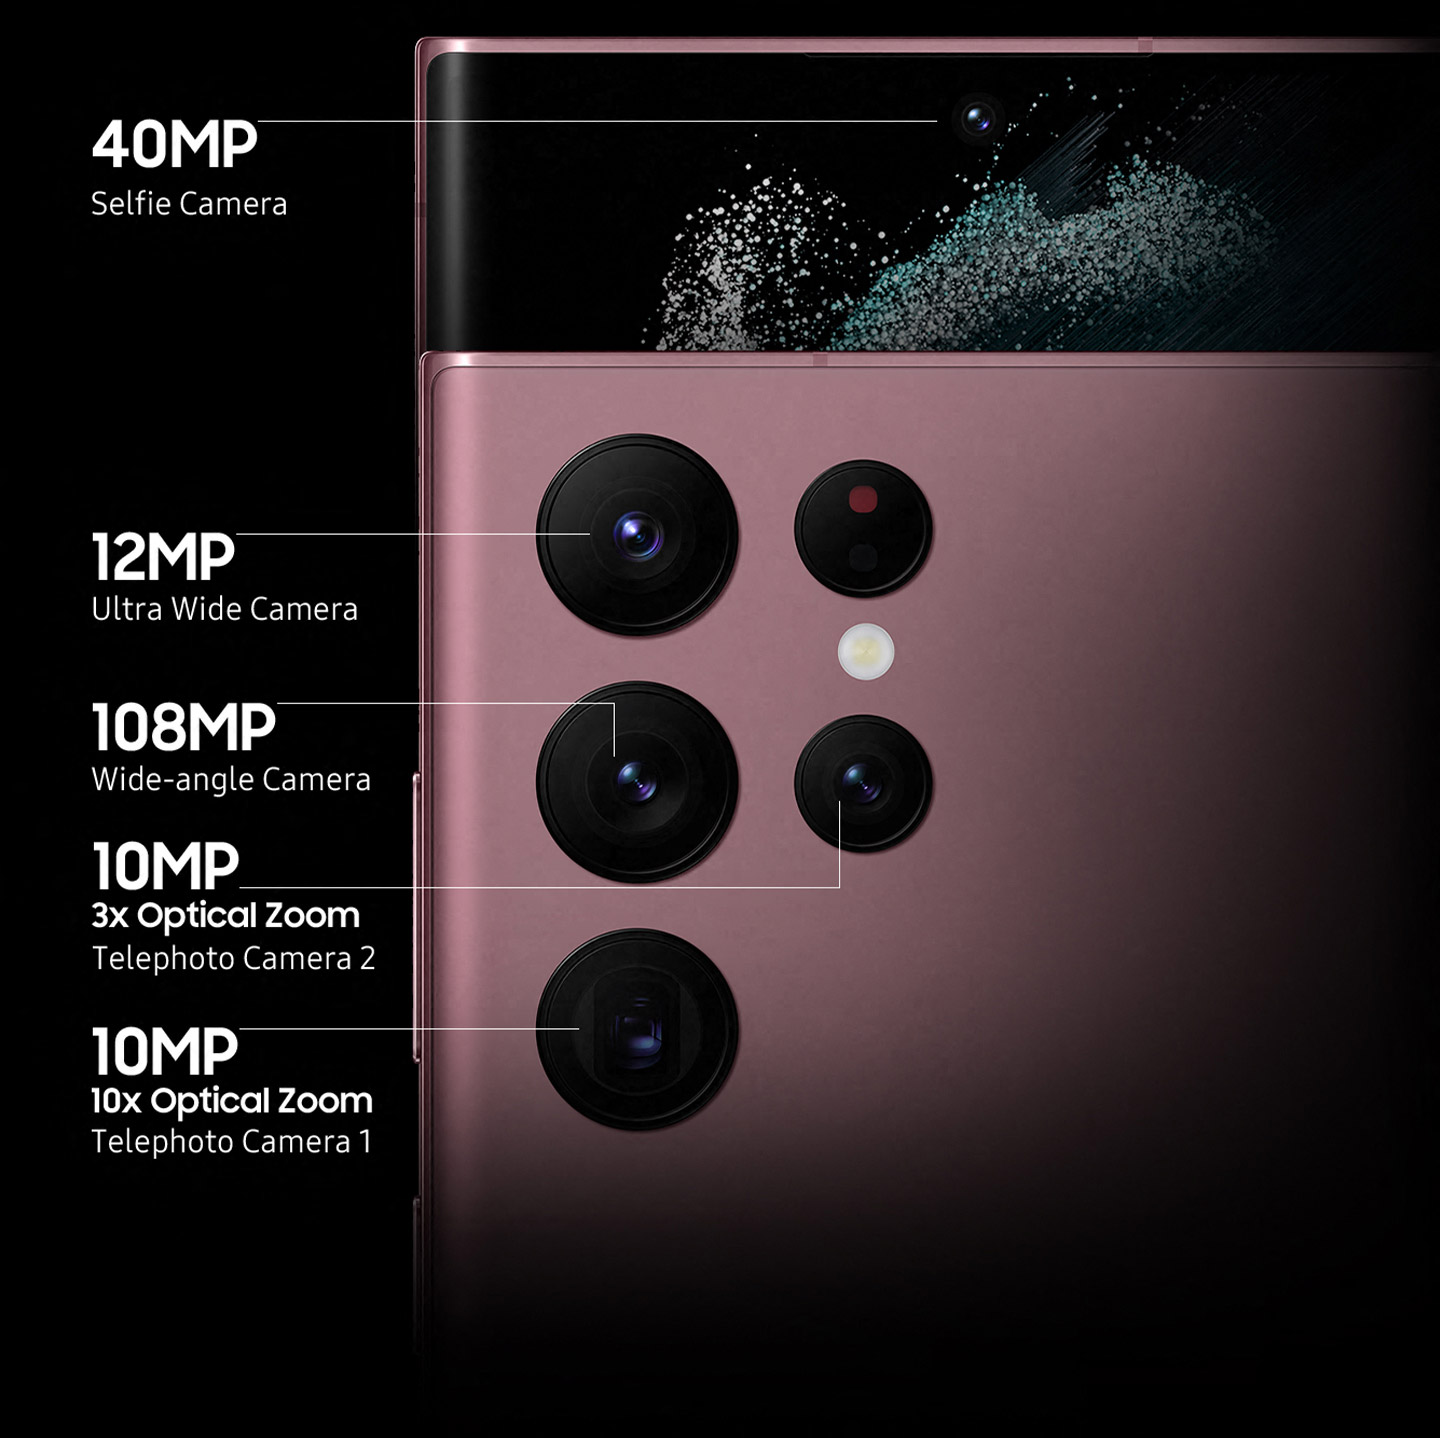 40MP
Selfie Camera
12MP
Ultra Wide Camera
108MP
Wide-angle Camera
10MP
3x Optical Zoom
Telephoto Camera 2
10MP
10x Optical Zoom
Telephoto Camera 1